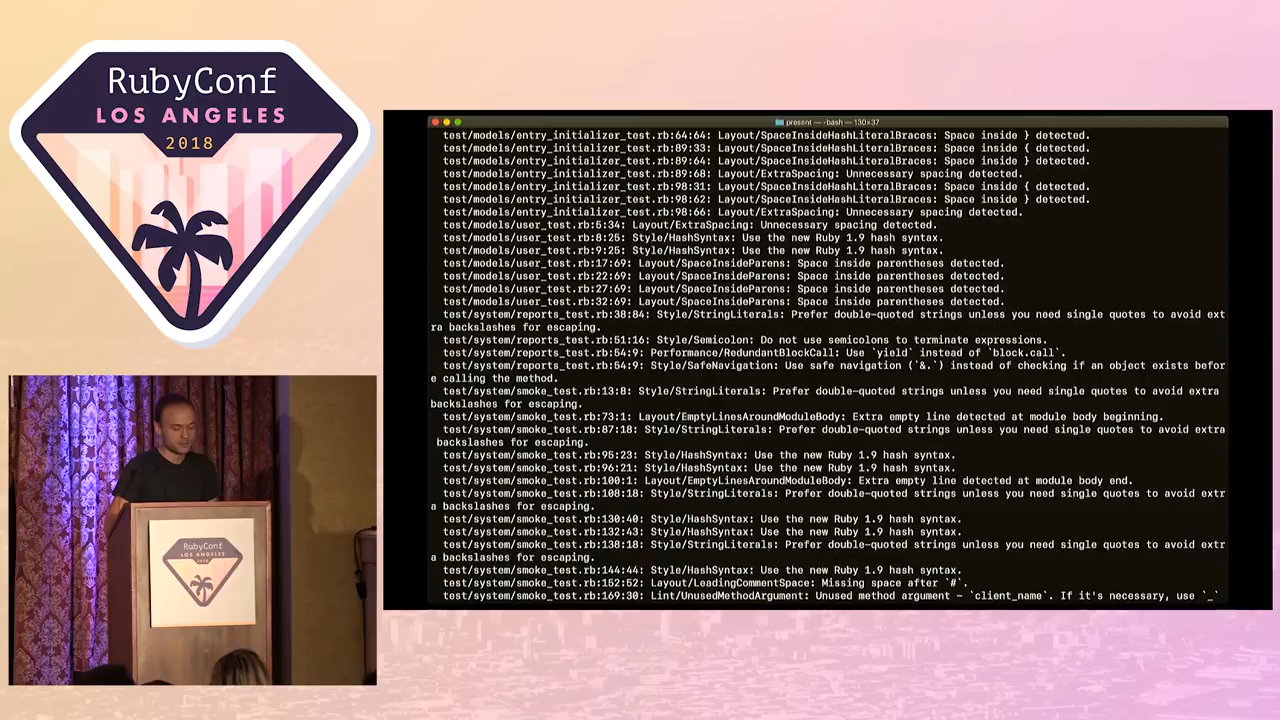 RubyConf
LOS ANGELES
2018
present — -bash — 130×37
test/models/entry_initializer_test.rb:64:64: Layout/SpaceInsideHashLiteralBraces: Space inside } detected.
test/models/entry_initializer_test.rb:89:33: Layout/SpaceInsideHashLiteralBraces: Space inside { detected.
test/models/entry_initializer_test.rb:89:64: Layout/SpaceInsideHashLiteralBraces: Space inside } detected.
test/models/entry_initializer_test.rb:89:68: Layout/ExtraSpacing: Unnecessary spacing detected.
test/models/entry_initializer_test.rb:98:31: Layout/SpaceInsideHashLiteralBraces: Space inside { detected.
test/models/entry_initializer_test.rb:98:62: Layout/SpaceInsideHashLiteralBraces: Space inside } detected.
test/models/entry_initializer_test.rb:98:66: Layout/ExtraSpacing: Unnecessary spacing detected.
test/models/user_test.rb:5:34: Layout/ExtraSpacing: Unnecessary spacing detected.
test/models/user_test.rb:8:25: Style/HashSyntax: Use the new Ruby 1.9 hash syntax.
test/models/user_test.rb:9:25: Style/HashSyntax: Use the new Ruby 1.9 hash syntax.
test/models/user_test.rb:17:69: Layout/SpaceInsideParens: Space inside parentheses detected.
test/models/user_test.rb:22:69: Layout/SpaceInsideParens: Space inside parentheses detected.
test/models/user_test.rb:27:69: Layout/SpaceInsideParens: Space inside parentheses detected.
test/models/user_test.rb:32:69: Layout/SpaceInsideParens: Space inside parentheses detected.
test/system/reports_test.rb:38:84: Style/StringLiterals: Prefer double-quoted strings unless you need single quotes to avoid ext
ra backslashes for escaping.
test/system/reports_test.rb:51:16: Style/Semicolon: Do not use semicolons to terminate expressions.
test/system/reports_test.rb:54:9: Performance/RedundantBlockCall: Use `yield` instead of `block.call`.
test/system/reports_test.rb:54:9: Style/SafeNavigation: Use safe navigation (`&.`) instead of checking if an object exists befor
e calling the method.
test/system/smoke_test.rb:13:8: Style/StringLiterals: Prefer double-quoted strings unless you need single quotes to avoid extra
backslashes for escaping.
test/system/smoke_test.rb:73:1: Layout/EmptyLinesAroundModuleBody: Extra empty line detected at module body beginning.
test/system/smoke_test.rb:87:18: Style/StringLiterals: Prefer double-quoted strings unless you need single quotes to avoid extra
backslashes for escaping.
test/system/smoke_test.rb:95:23: Style/HashSyntax: Use the new Ruby 1.9 hash syntax.
test/system/smoke_test.rb:96:21: Style/HashSyntax: Use the new Ruby 1.9 hash syntax.
test/system/smoke_test.rb:100:1: Layout/EmptyLinesAroundModuleBody: Extra empty line detected at module body end.
test/system/smoke_test.rb:108:18: Style/StringLiterals: Prefer double-quoted strings unless you need single quotes to avoid extr
a backslashes for escaping.
test/system/smoke_test.rb:130:40: Style/HashSyntax: Use the new Ruby 1.9 hash syntax.
test/system/smoke_test.rb:132:43: Style/HashSyntax: Use the new Ruby 1.9 hash syntax.
test/system/smoke_test.rb:138:18: Style/StringLiterals: Prefer double-quoted strings unless you need single quotes to avoid extr
a backslashes for escaping.
test/system/smoke_test.rb:144:44: Style/HashSyntax: Use the new Ruby 1.9 hash syntax.
test/system/smoke_test.rb:152:52: Layout/LeadingCommentSpace: Missing space after `#`.
test/system/smoke_test.rb:169:30: Lint/UnusedMethodArgument: Unused method argument - `client_name`. If it's necessary, use `_`
RubyConf
LOS ANGELES
2018